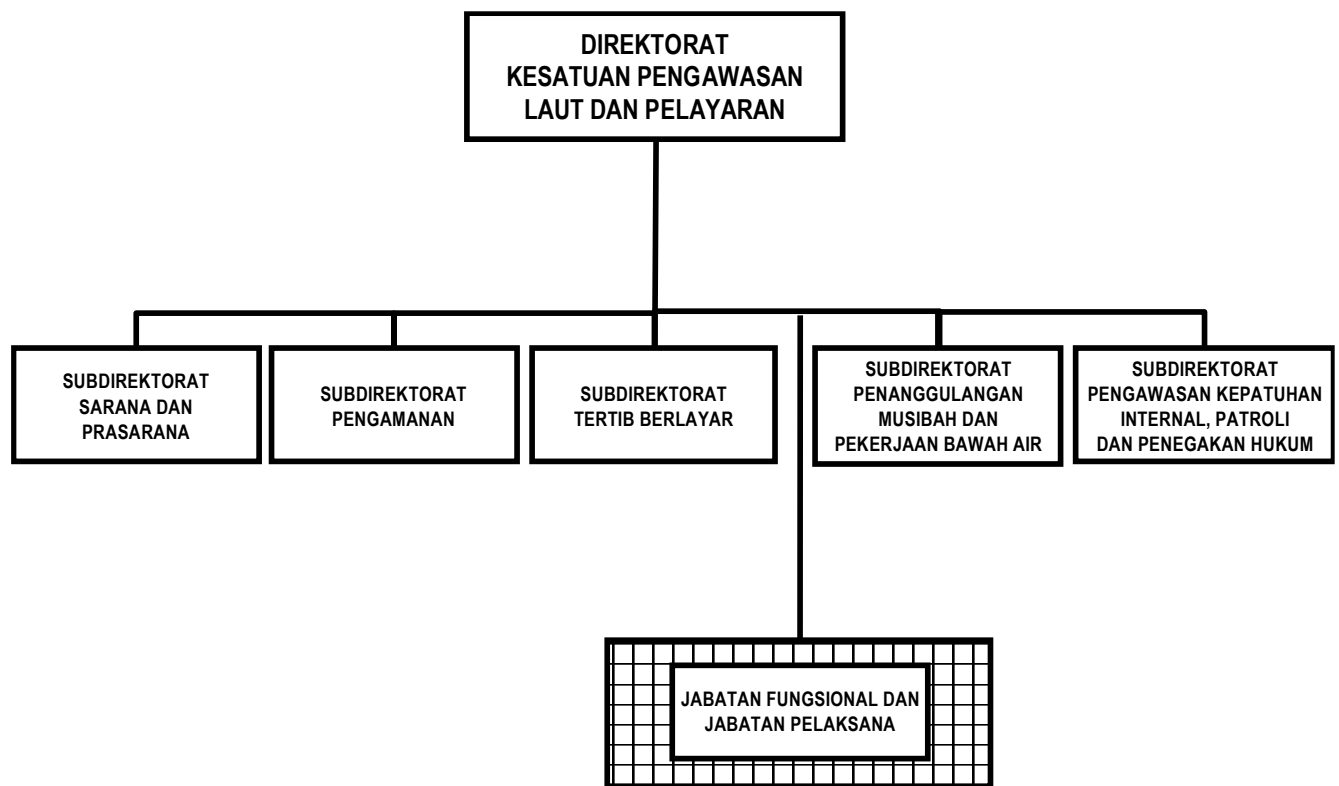 DIREKTORAT
KESATUAN PENGAWASAN
LAUT DAN PELAYARAN
SUBDIREKTORAT
SARANA DAN
PRASARANA
SUBDIREKTORAT
PENGAMANAN
SUBDIREKTORAT
TERTIB BERLAYAR
SUBDIREKTORAT
PENANGGULANGAN
MUSIBAH DAN
PEKERJAAN BAWAH AIR
SUBDIREKTORAT
PENGAWASAN KEPATUHAN
INTERNAL, PATROLI
DAN PENEGAKAN HUKUM
JABATAN FUNGSIONAL DAN
JABATAN PELAKSANA